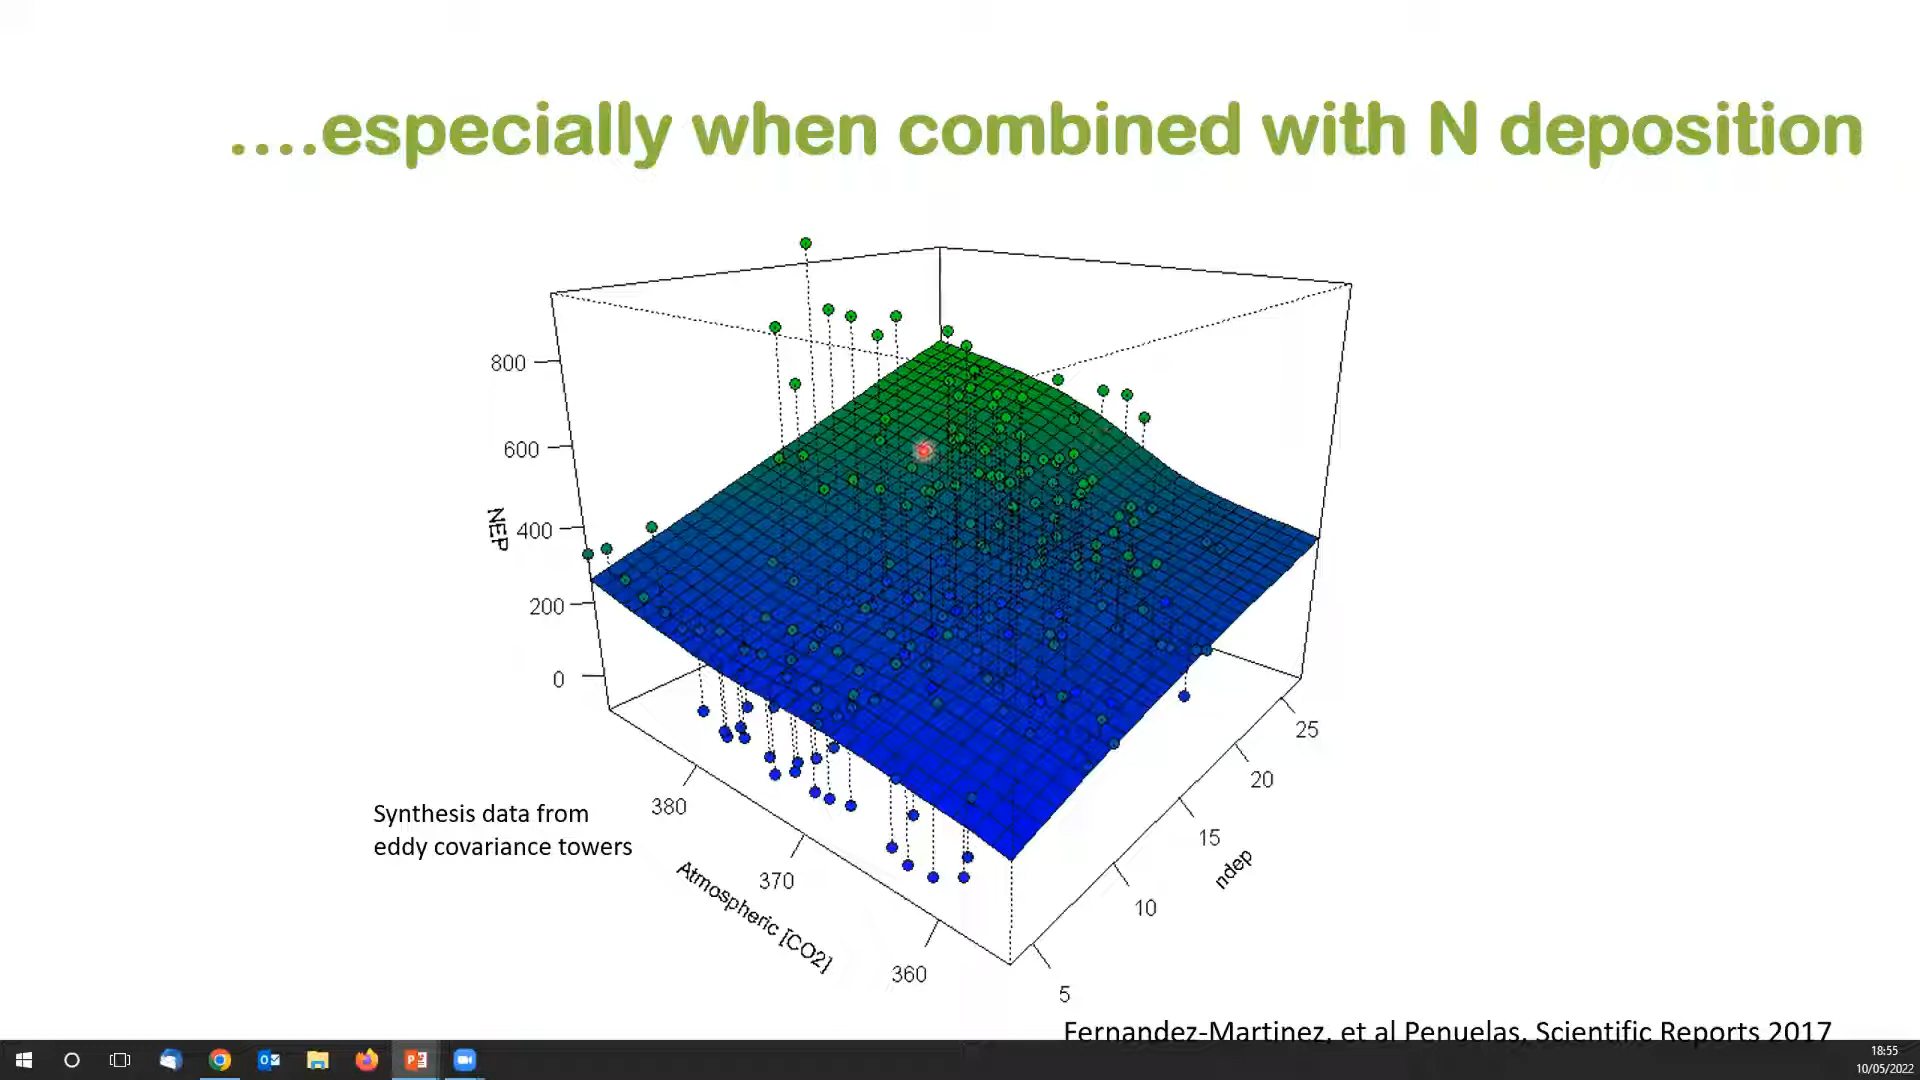 ....especially when combined with N deposition
800
600
400
200
0
NEP
380
370
360
Atmospheric [CO2]
25
20
15
10
5
ndep
Synthesis data from
eddy covariance towers
Fernandez-Martinez, et al Penuelas, Scientific Reports 2017
18:55
10/05/2022